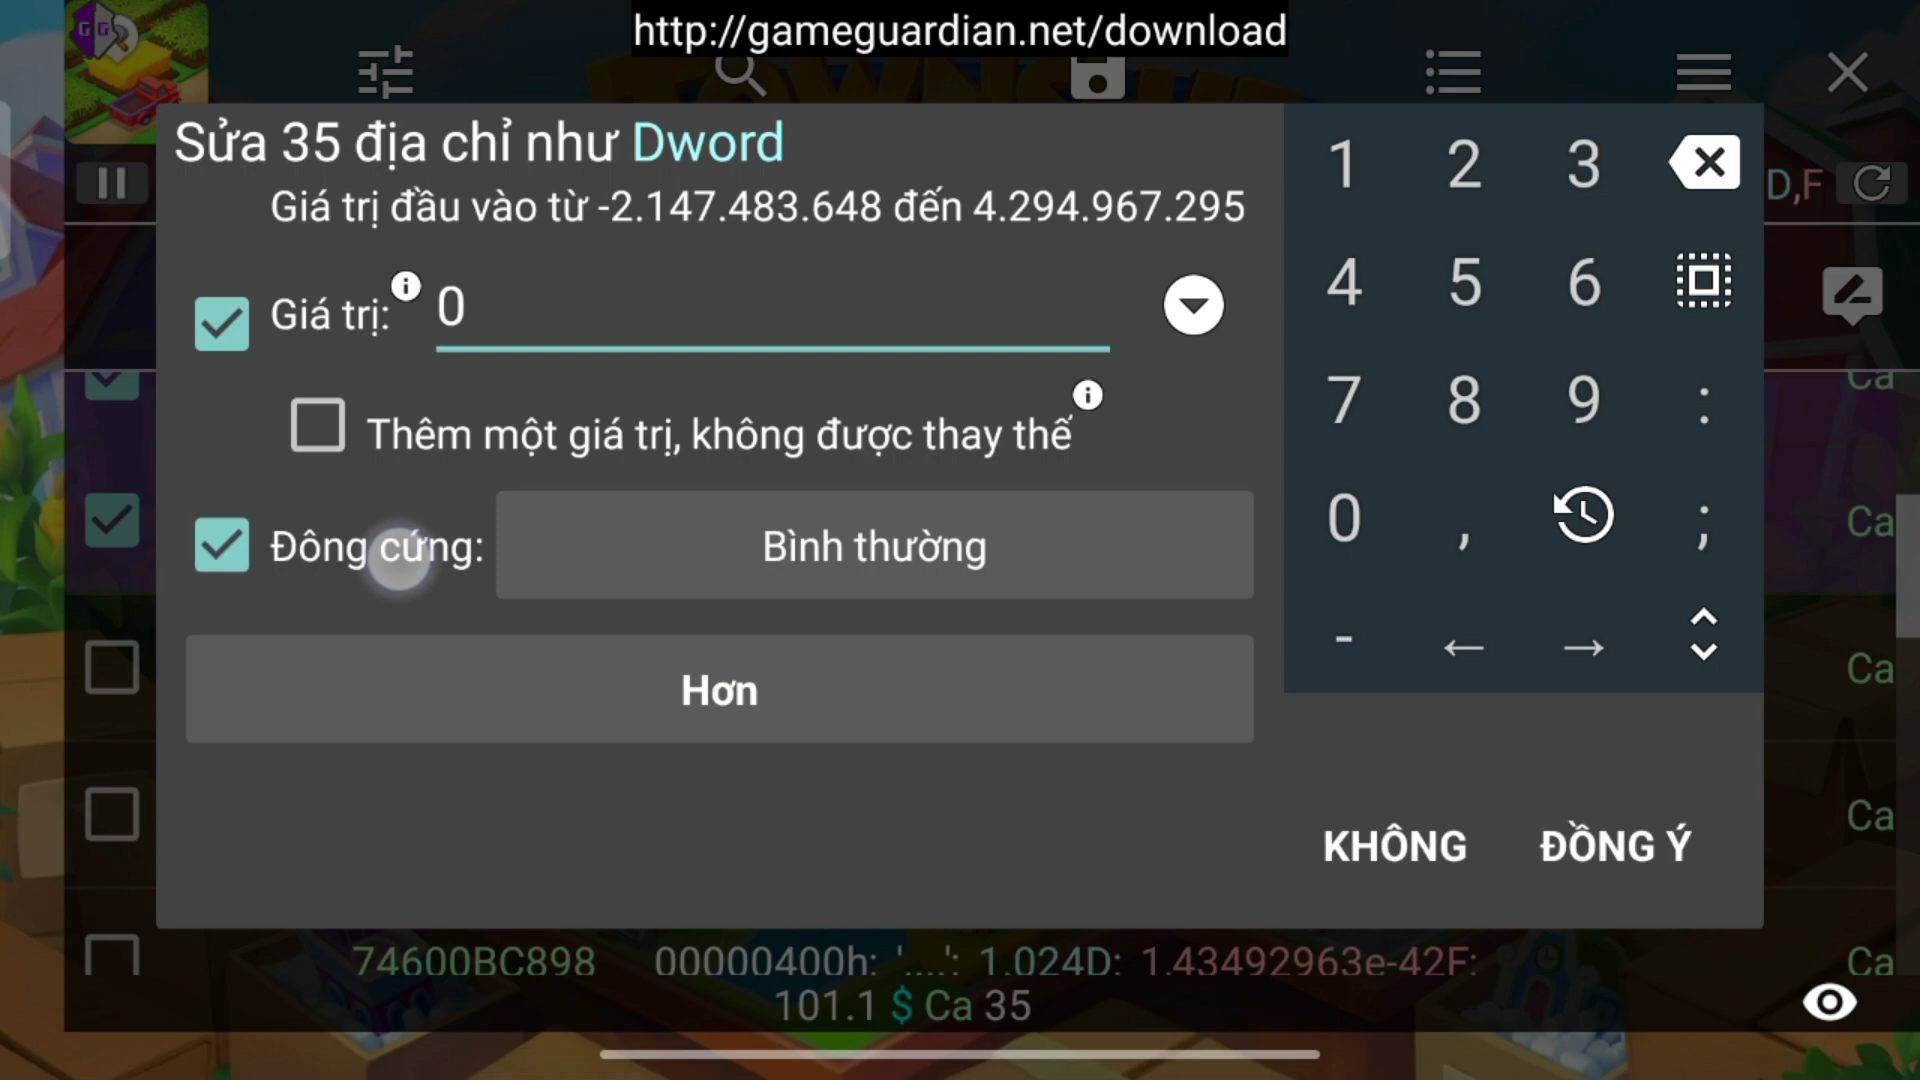 http://gameguardian.net/download
Sửa 35 địa chỉ như Dword
Giá trị đầu vào từ -2.147.483.648 đến 4.294.967.295
Giá trị: 0
Thêm một giá trị, không được thay thế
Đông cứng: Bình thường
Hơn
1 2 3
4 5 6
7 8 9 :
0 , ;
- ← →
KHÔNG ĐỒNG Ý
D,F
Ca
Ca
Ca
Ca
74600BC898 00000400h: '....': 1.024D: 1.43492963e-42F: Ca
101.1 $ Ca 35